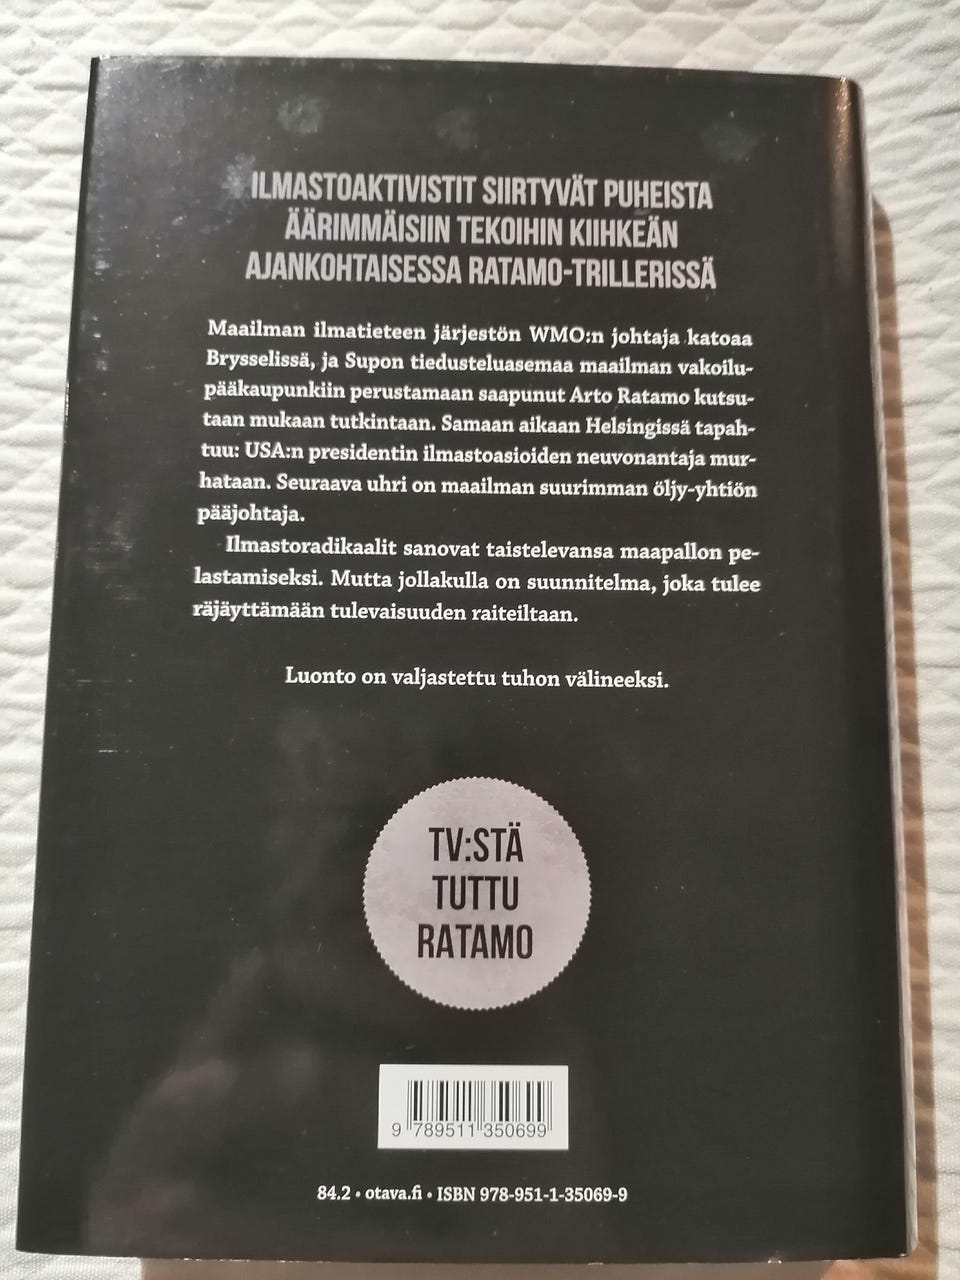 ILMASTOAKTIVISTIT SIIRTYVÄT PUHEISTA
ÄÄRIMMÄISIIN TEKOIHIN KIIHKEÄN
AJANKOHTAISESSA RATAMO-TRILLERISSÄ
Maailman ilmatieteen järjestön WMO:n johtaja katoaa
Brysselissä, ja Supon tiedusteluasemaa maailman vakoilu-
pääkaupunkiin perustamaan saapunut Arto Ratamo kutsu-
taan mukaan tutkintaan. Samaan aikaan Helsingissä tapah-
tuu: USA:n presidentin ilmastoasioiden neuvonantaja mur-
hataan. Seuraava uhri on maailman suurimman öljy-yhtiön
pääjohtaja.
Ilmastoradikaalit sanovat taistelevansa maapallon pe-
lastamiseksi. Mutta jollakulla on suunnitelma, joka tulee
räjäyttämään tulevaisuuden raiteiltaan.
Luonto on valjastettu tuhon välineeksi.
TV:STÄ
TUTTU
RATAMO
9 789511 350699
84.2 • otava.fi • ISBN 978-951-1-35069-9